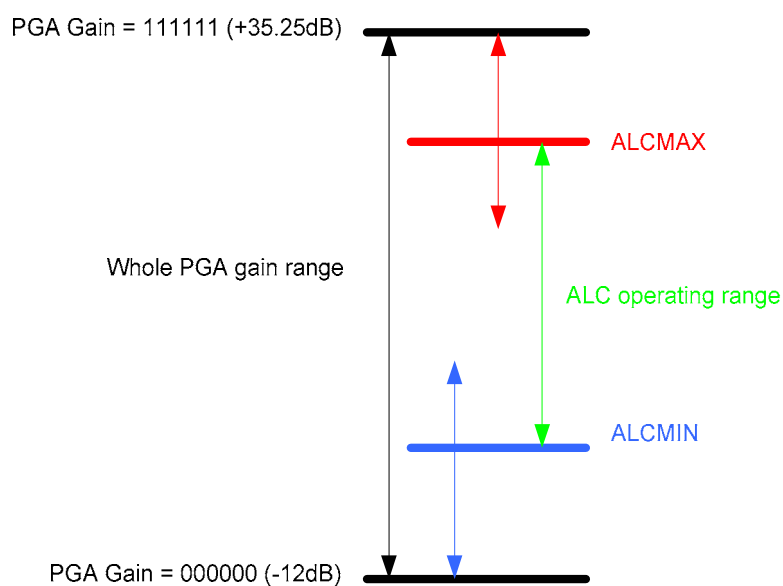 PGA Gain = 111111 (+35.25dB)
ALCMAX
Whole PGA gain range
ALC operating range
ALCMIN
PGA Gain = 000000 (-12dB)